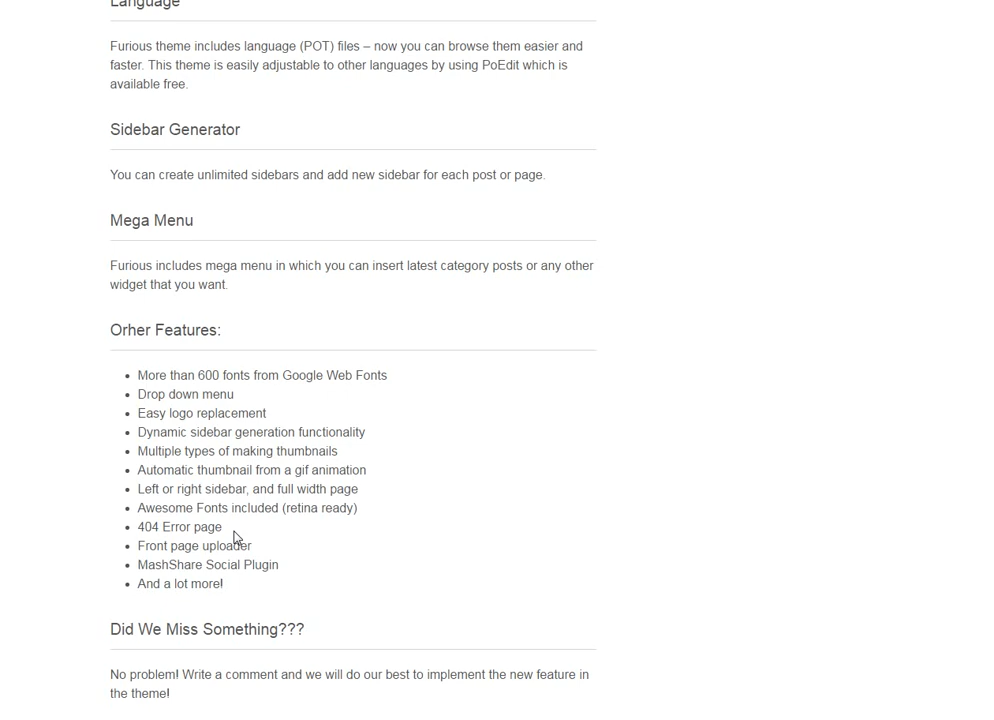 Language
Furious theme includes language (POT) files – now you can browse them easier and
faster. This theme is easily adjustable to other languages by using PoEdit which is
available free.
Sidebar Generator
You can create unlimited sidebars and add new sidebar for each post or page.
Mega Menu
Furious includes mega menu in which you can insert latest category posts or any other
widget that you want.
Orher Features:
• More than 600 fonts from Google Web Fonts
• Drop down menu
• Easy logo replacement
• Dynamic sidebar generation functionality
• Multiple types of making thumbnails
• Automatic thumbnail from a gif animation
• Left or right sidebar, and full width page
• Awesome Fonts included (retina ready)
• 404 Error page
• Front page uploader
• MashShare Social Plugin
• And a lot more!
Did We Miss Something???
No problem! Write a comment and we will do our best to implement the new feature in
the theme!